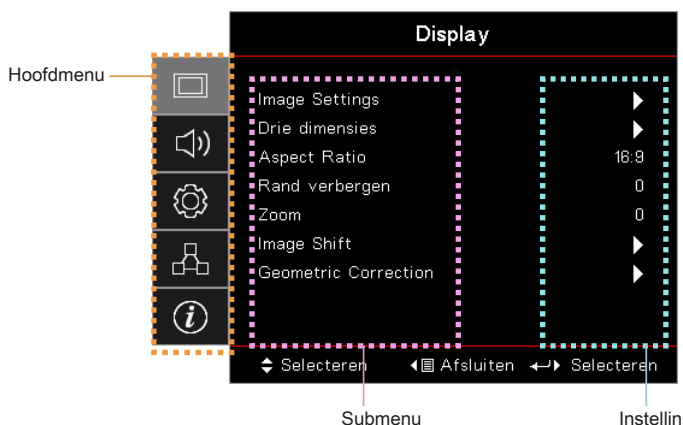 Display
Hoofdmenu
Image Settings
Drie dimensies
Aspect Ratio 16:9
Rand verbergen 0
Zoom 0
Image Shift
Geometric Correction
Selecteren Afsluiten Selecteren
Submenu Instellin